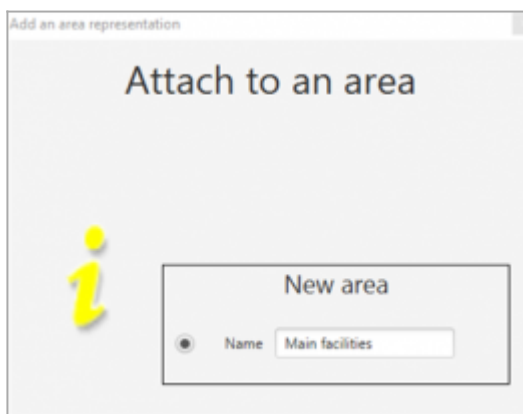 Add an area representation
Attach to an area
New area
Name Main facilities